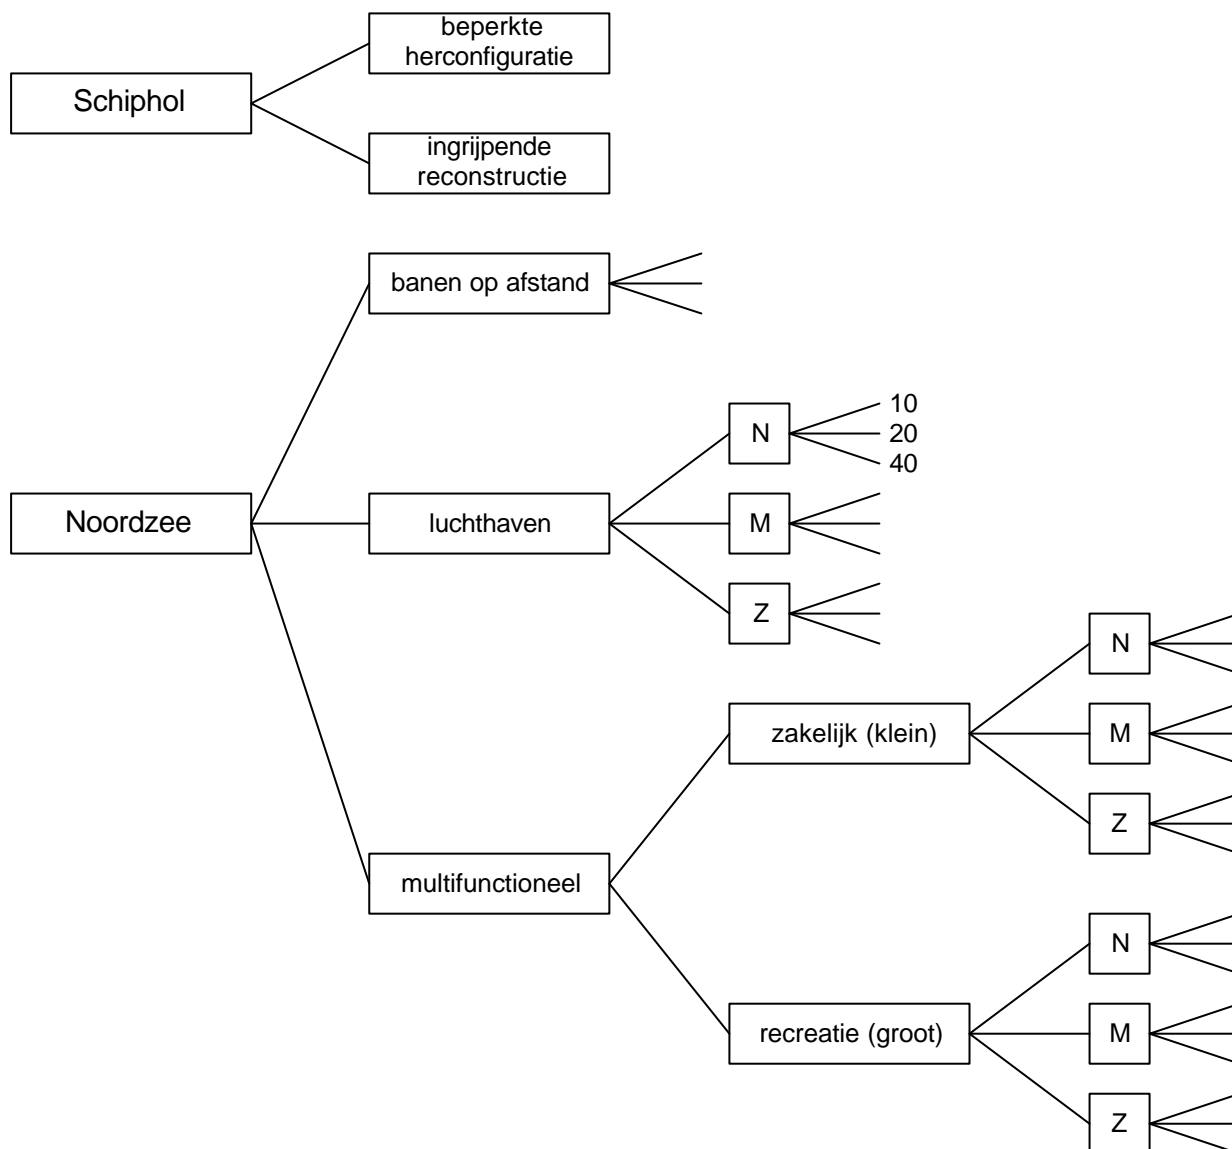 Schiphol
beperkte
herconfiguratie
ingrijpende
reconstructie
Noordzee
banen op afstand
luchthaven
N
10
20
40
M
Z
multifunctioneel
zakelijk (klein)
N
M
Z
recreatie (groot)
N
M
Z